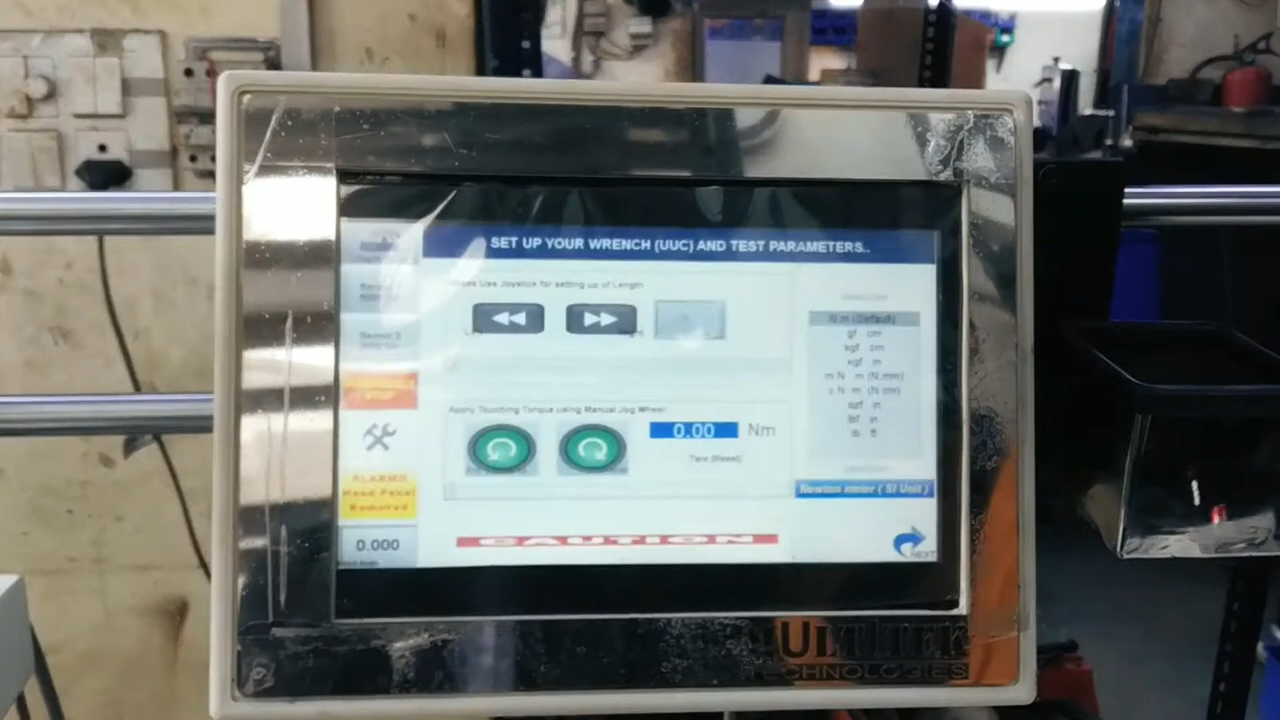 SET UP YOUR WRENCH (UUC) AND TEST PARAMETERS..
Use Joystick for setting up of Length
N m (Default)
gf cm
kgf cm
kgf m
m N m (N.mm)
c N m (N.cm)
ozf in
lbf in
lb ft
STOP
Apply Touching Torque using Manual Jog Wheel
0.00 Nm
Tare (Reset)
Hand Panel
Removed
Newton meter ( SI Unit )
0.000
CAUTION
NEXT
TECHNOLOGIES